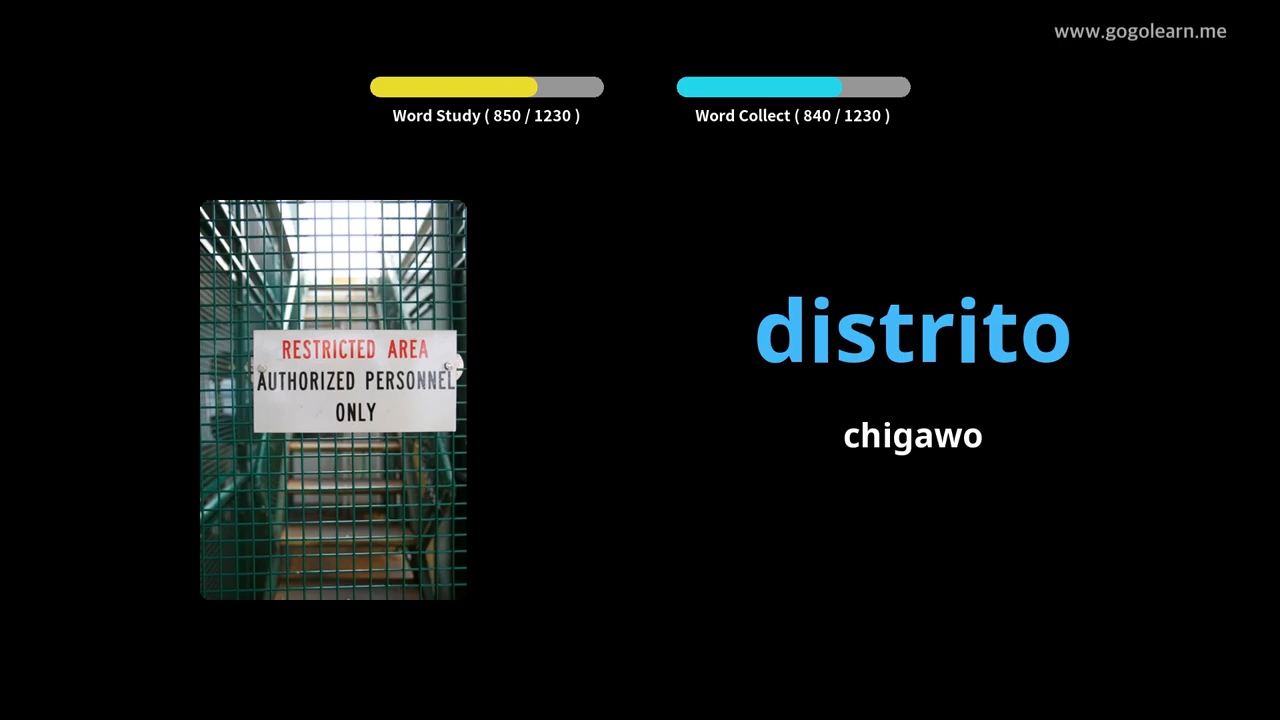 www.gogolearn.me
Word Study ( 850 / 1230 )
Word Collect ( 840 / 1230 )
RESTRICTED AREA
AUTHORIZED PERSONNEL
ONLY
distrito
chigawo